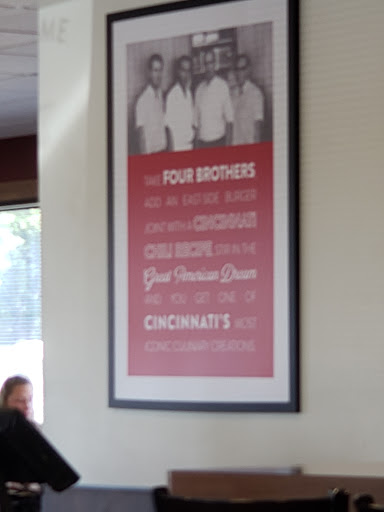 ME
TAKE FOUR BROTHERS
ADD AN EAST SIDE BURGER
JOINT WITH A CINCINNATI
CHILI RECIPE, STIR IN THE
Great American Dream
AND YOU GET ONE OF
CINCINNATI'S MOST
ICONIC CULINARY CREATIONS.